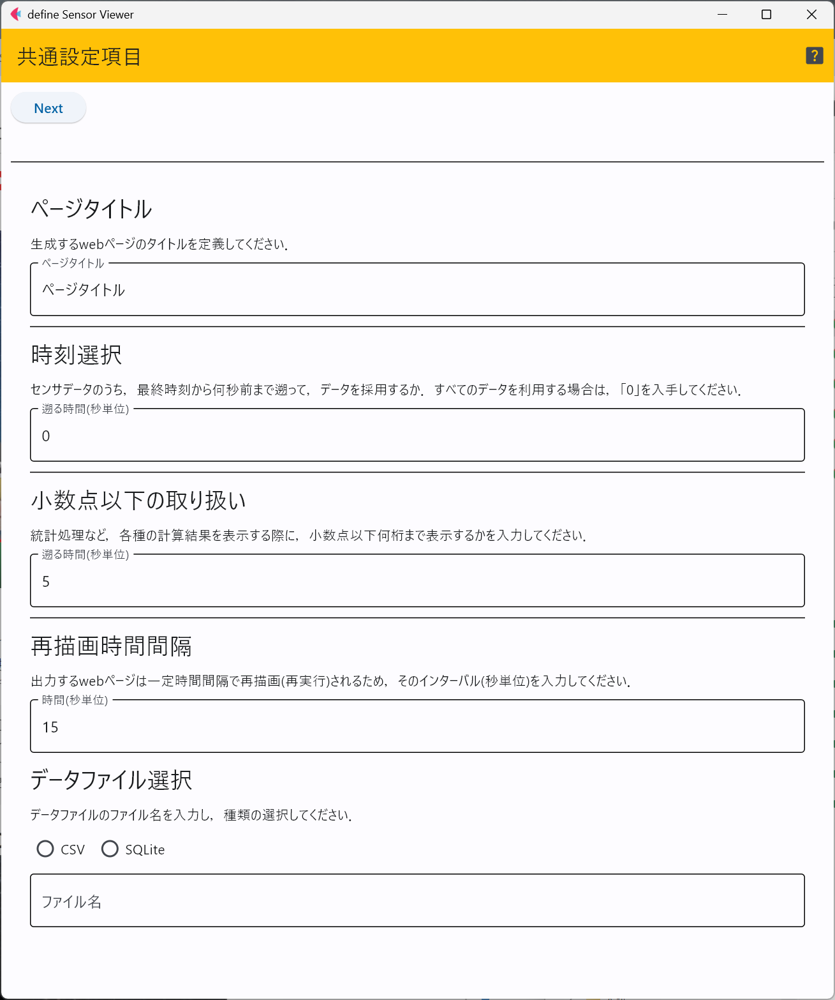 define Sensor Viewer
共通設定項目
?
Next
ページタイトル
生成するwebページのタイトルを定義してください．
ページタイトル
ページタイトル
時刻選択
センサデータのうち，最終時刻から何秒前まで遡って，データを採用するか．すべてのデータを利用する場合は，「0」を入手してください．
遡る時間(秒単位)
0
小数点以下の取り扱い
統計処理など，各種の計算結果を表示する際に，小数点以下何桁まで表示するかを入力してください．
遡る時間(秒単位)
5
再描画時間間隔
出力するwebページは一定時間間隔で再描画(再実行)されるため，そのインターバル(秒単位)を入力してください．
時間(秒単位)
15
データファイル選択
データファイルのファイル名を入力し，種類の選択してください．
CSV SQLite
ファイル名